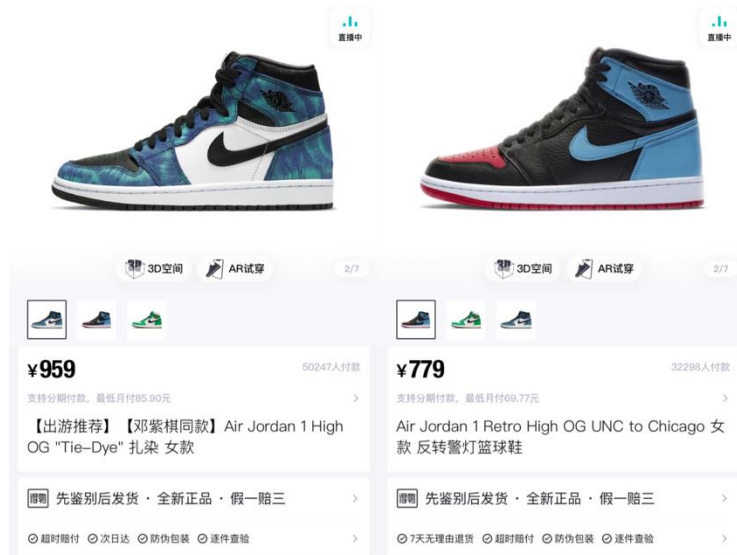 直播中
3D空间
AR试穿
2/7
¥959
50247人付款
支持分期付款，最低月付85.90元
【出游推荐】【邓紫棋同款】Air Jordan 1 High
OG "Tie-Dye" 扎染 女款
得物
先鉴别后发货 · 全新正品 · 假一赔三
超时赔付 次日达 防伪包装 逐件查验
直播中
3D空间
AR试穿
2/7
¥779
32298人付款
支持分期付款，最低月付69.77元
Air Jordan 1 Retro High OG UNC to Chicago 女
款 反转警灯篮球鞋
得物
先鉴别后发货 · 全新正品 · 假一赔三
7天无理由退货 超时赔付 防伪包装 逐件查验